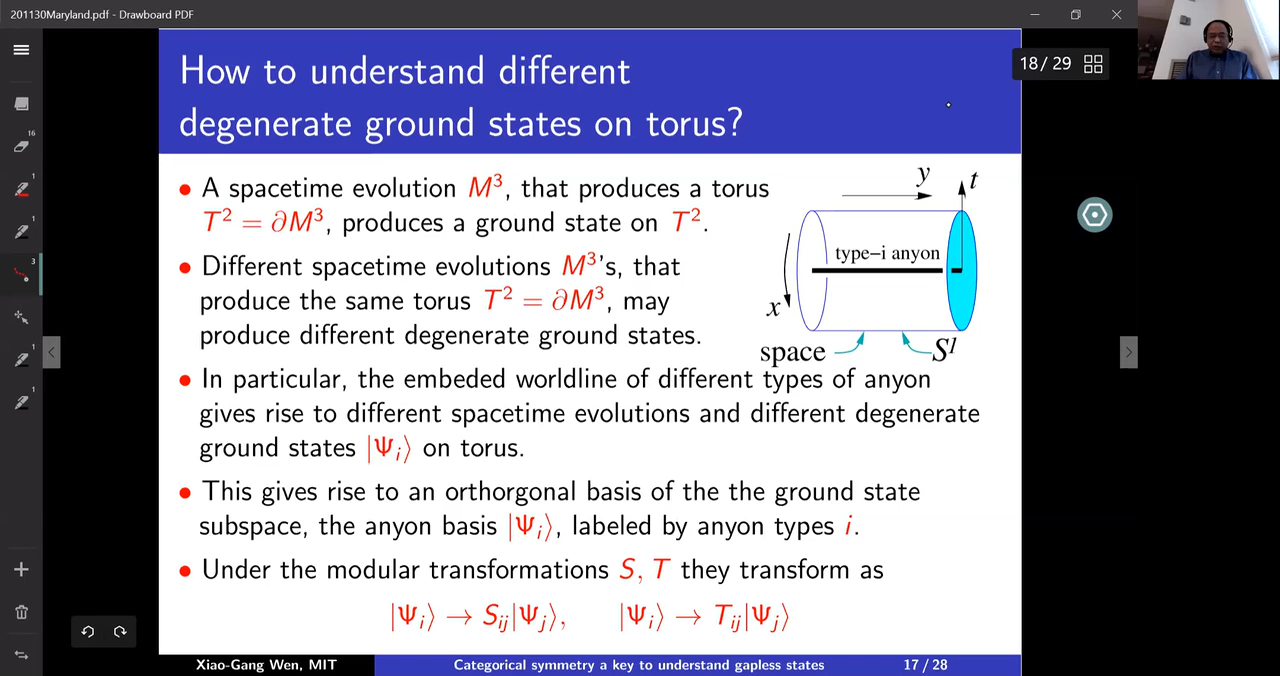 201130Maryland.pdf - Drawboard PDF
18 / 29
How to understand different
degenerate ground states on torus?
● A spacetime evolution M³, that produces a torus
T² = ∂M³, produces a ground state on T².
● Different spacetime evolutions M³'s, that
produce the same torus T² = ∂M³, may
produce different degenerate ground states.
y
t
type−i anyon
x
space
S¹
● In particular, the embeded worldline of different types of anyon
gives rise to different spacetime evolutions and different degenerate
ground states |Ψᵢ⟩ on torus.
● This gives rise to an orthorgonal basis of the the ground state
subspace, the anyon basis |Ψᵢ⟩, labeled by anyon types i.
● Under the modular transformations S, T they transform as
|Ψᵢ⟩ → Sᵢⱼ|Ψⱼ⟩, |Ψᵢ⟩ → Tᵢⱼ|Ψⱼ⟩
Xiao-Gang Wen, MIT
Categorical symmetry a key to understand gapless states
17 / 28
16
1
1
3
1
1